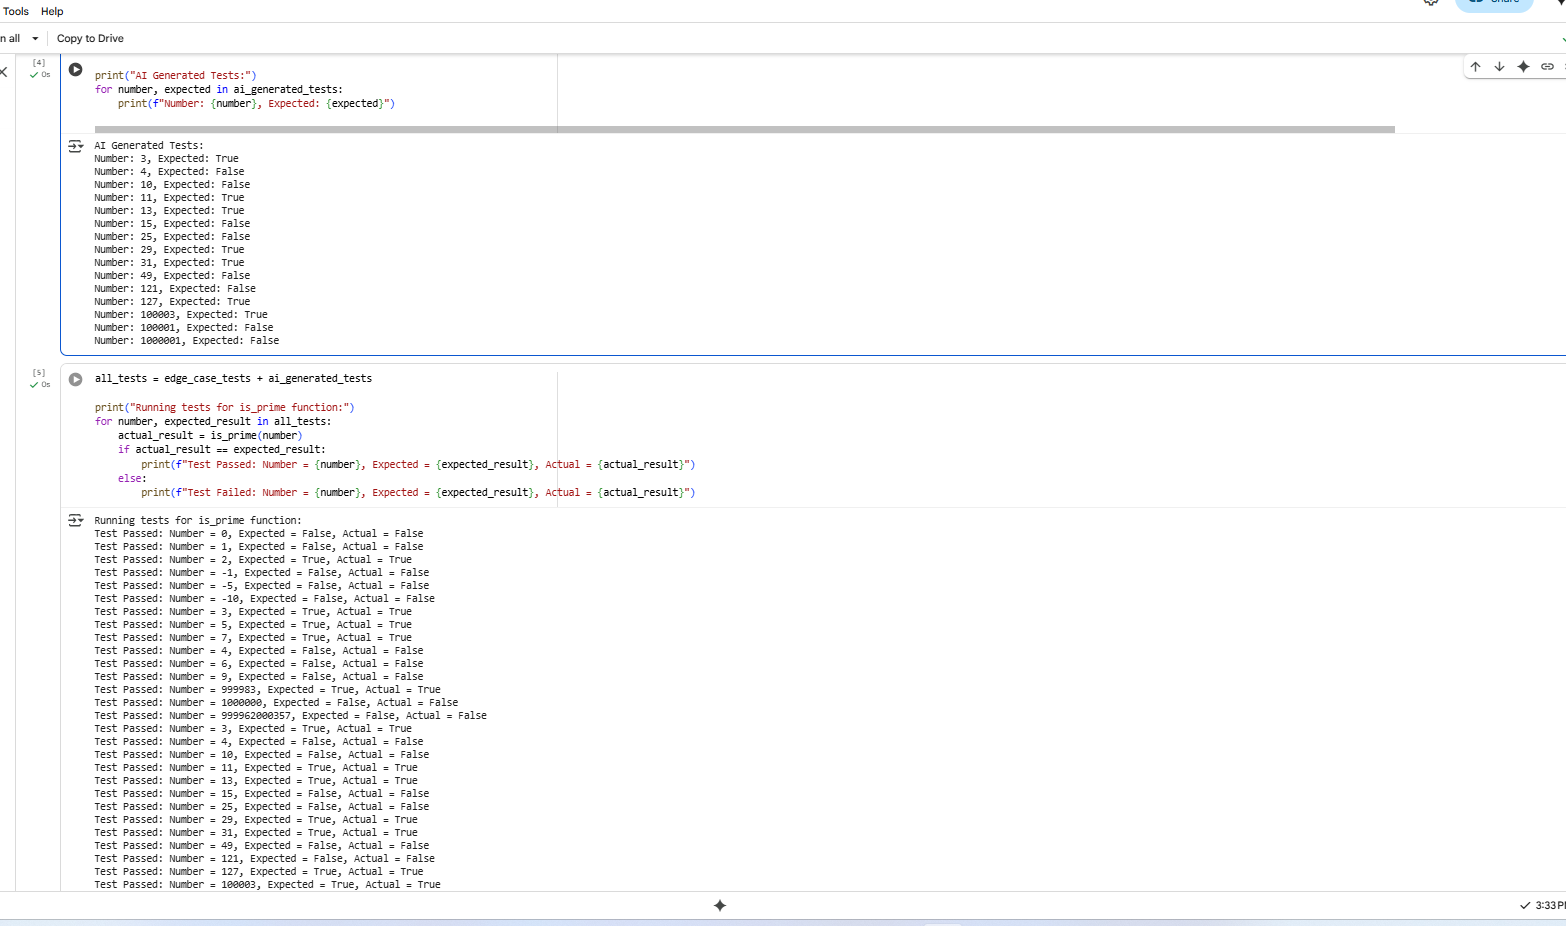 Tools Help
n all Copy to Drive
[4]
0s
print("AI Generated Tests:")
for number, expected in ai_generated_tests:
    print(f"Number: {number}, Expected: {expected}")
AI Generated Tests:
Number: 3, Expected: True
Number: 4, Expected: False
Number: 10, Expected: False
Number: 11, Expected: True
Number: 13, Expected: True
Number: 15, Expected: False
Number: 25, Expected: False
Number: 29, Expected: True
Number: 31, Expected: True
Number: 49, Expected: False
Number: 121, Expected: False
Number: 127, Expected: True
Number: 100003, Expected: True
Number: 100001, Expected: False
Number: 1000001, Expected: False
[5]
0s
all_tests = edge_case_tests + ai_generated_tests
print("Running tests for is_prime function:")
for number, expected_result in all_tests:
    actual_result = is_prime(number)
    if actual_result == expected_result:
        print(f"Test Passed: Number = {number}, Expected = {expected_result}, Actual = {actual_result}")
    else:
        print(f"Test Failed: Number = {number}, Expected = {expected_result}, Actual = {actual_result}")
Running tests for is_prime function:
Test Passed: Number = 0, Expected = False, Actual = False
Test Passed: Number = 1, Expected = False, Actual = False
Test Passed: Number = 2, Expected = True, Actual = True
Test Passed: Number = -1, Expected = False, Actual = False
Test Passed: Number = -5, Expected = False, Actual = False
Test Passed: Number = -10, Expected = False, Actual = False
Test Passed: Number = 3, Expected = True, Actual = True
Test Passed: Number = 5, Expected = True, Actual = True
Test Passed: Number = 7, Expected = True, Actual = True
Test Passed: Number = 4, Expected = False, Actual = False
Test Passed: Number = 6, Expected = False, Actual = False
Test Passed: Number = 9, Expected = False, Actual = False
Test Passed: Number = 999983, Expected = True, Actual = True
Test Passed: Number = 1000000, Expected = False, Actual = False
Test Passed: Number = 999962000357, Expected = False, Actual = False
Test Passed: Number = 3, Expected = True, Actual = True
Test Passed: Number = 4, Expected = False, Actual = False
Test Passed: Number = 10, Expected = False, Actual = False
Test Passed: Number = 11, Expected = True, Actual = True
Test Passed: Number = 13, Expected = True, Actual = True
Test Passed: Number = 15, Expected = False, Actual = False
Test Passed: Number = 25, Expected = False, Actual = False
Test Passed: Number = 29, Expected = True, Actual = True
Test Passed: Number = 31, Expected = True, Actual = True
Test Passed: Number = 49, Expected = False, Actual = False
Test Passed: Number = 121, Expected = False, Actual = False
Test Passed: Number = 127, Expected = True, Actual = True
Test Passed: Number = 100003, Expected = True, Actual = True
3:33 P